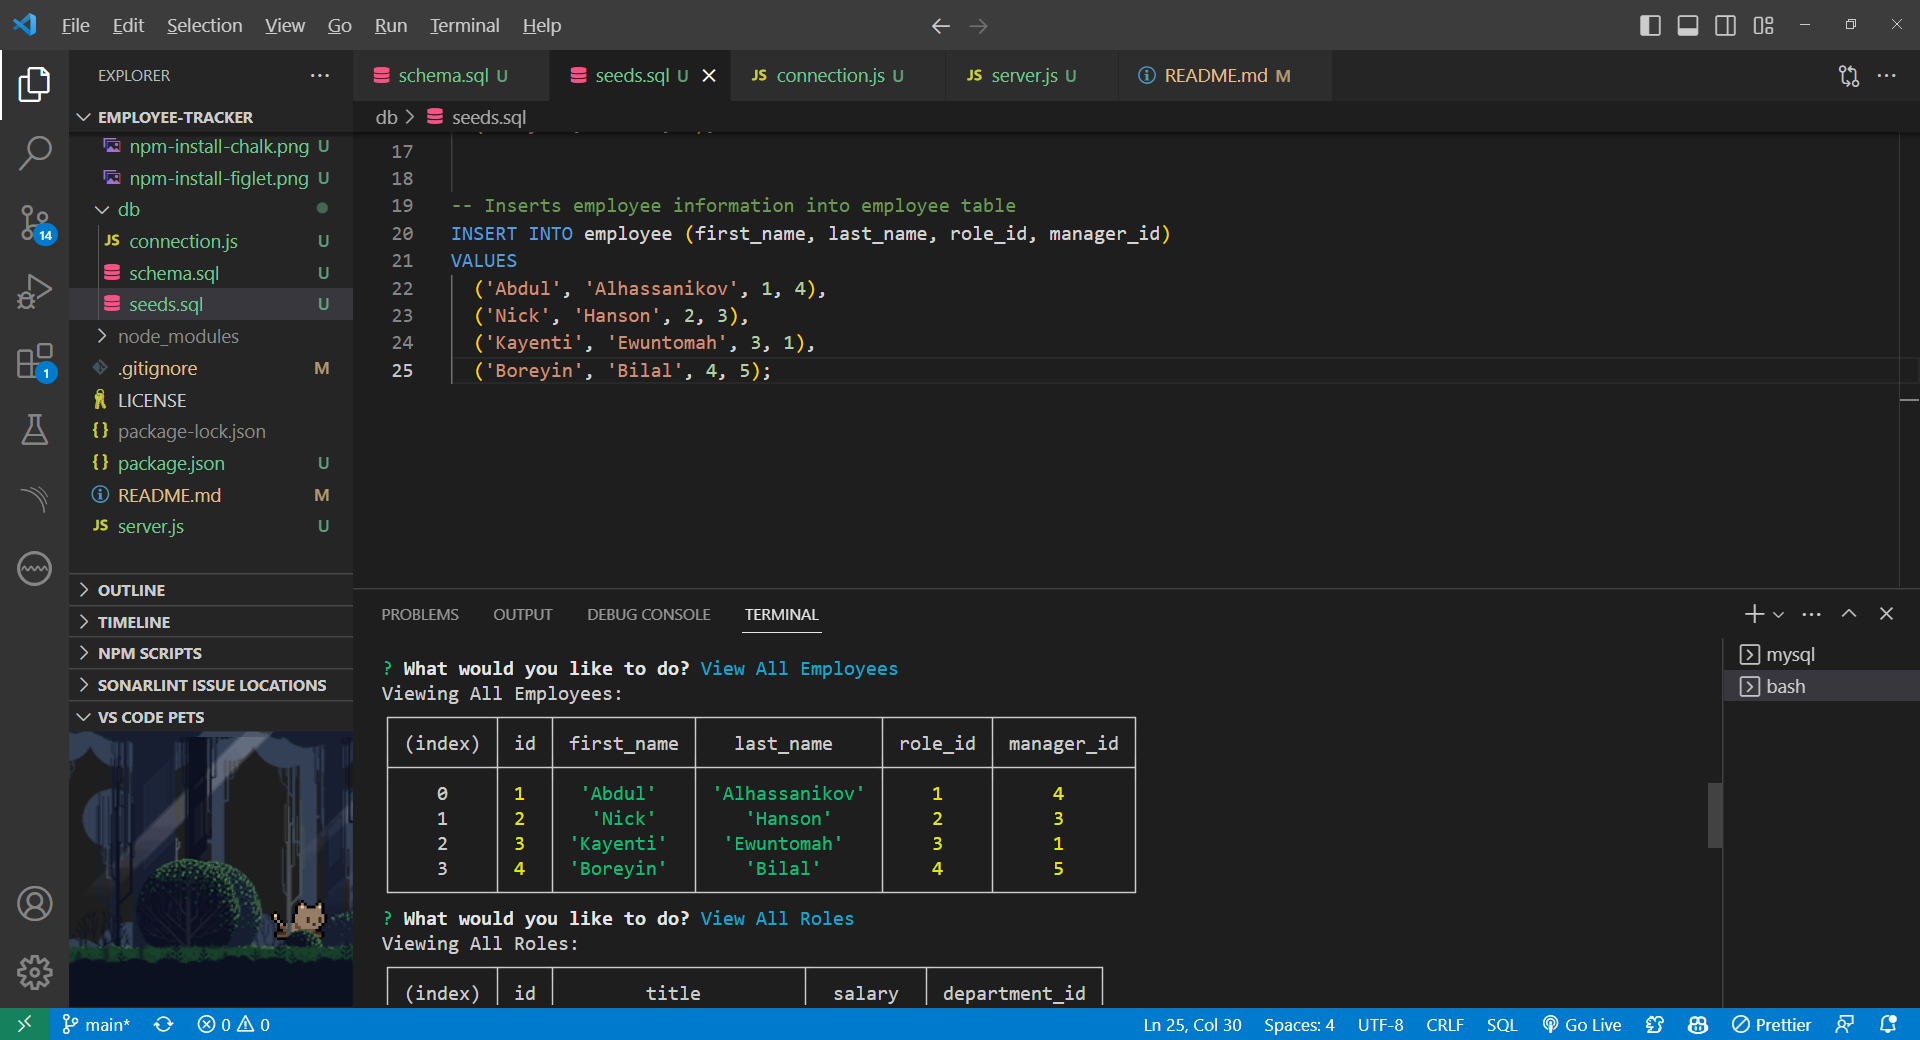 File Edit Selection View Go Run Terminal Help
EXPLORER
EMPLOYEE-TRACKER
npm-install-chalk.png U
npm-install-figlet.png U
db
JS connection.js U
schema.sql U
seeds.sql U
node_modules
.gitignore M
LICENSE
{} package-lock.json
{} package.json U
README.md M
JS server.js U
OUTLINE
TIMELINE
NPM SCRIPTS
SONARLINT ISSUE LOCATIONS
VS CODE PETS
14
1
schema.sql U
seeds.sql U
JS connection.js U
JS server.js U
README.md M
db > seeds.sql
17
18
19 -- Inserts employee information into employee table
20 INSERT INTO employee (first_name, last_name, role_id, manager_id)
21 VALUES
22 ('Abdul', 'Alhassanikov', 1, 4),
23 ('Nick', 'Hanson', 2, 3),
24 ('Kayenti', 'Ewuntomah', 3, 1),
25 ('Boreyin', 'Bilal', 4, 5);
PROBLEMS OUTPUT DEBUG CONSOLE TERMINAL
? What would you like to do? View All Employees
Viewing All Employees:
(index) id first_name last_name role_id manager_id
0 1 'Abdul' 'Alhassanikov' 1 4
1 2 'Nick' 'Hanson' 2 3
2 3 'Kayenti' 'Ewuntomah' 3 1
3 4 'Boreyin' 'Bilal' 4 5
? What would you like to do? View All Roles
Viewing All Roles:
(index) id title salary department_id
mysql
bash
main* 0 0 Ln 25, Col 30 Spaces: 4 UTF-8 CRLF SQL Go Live Prettier